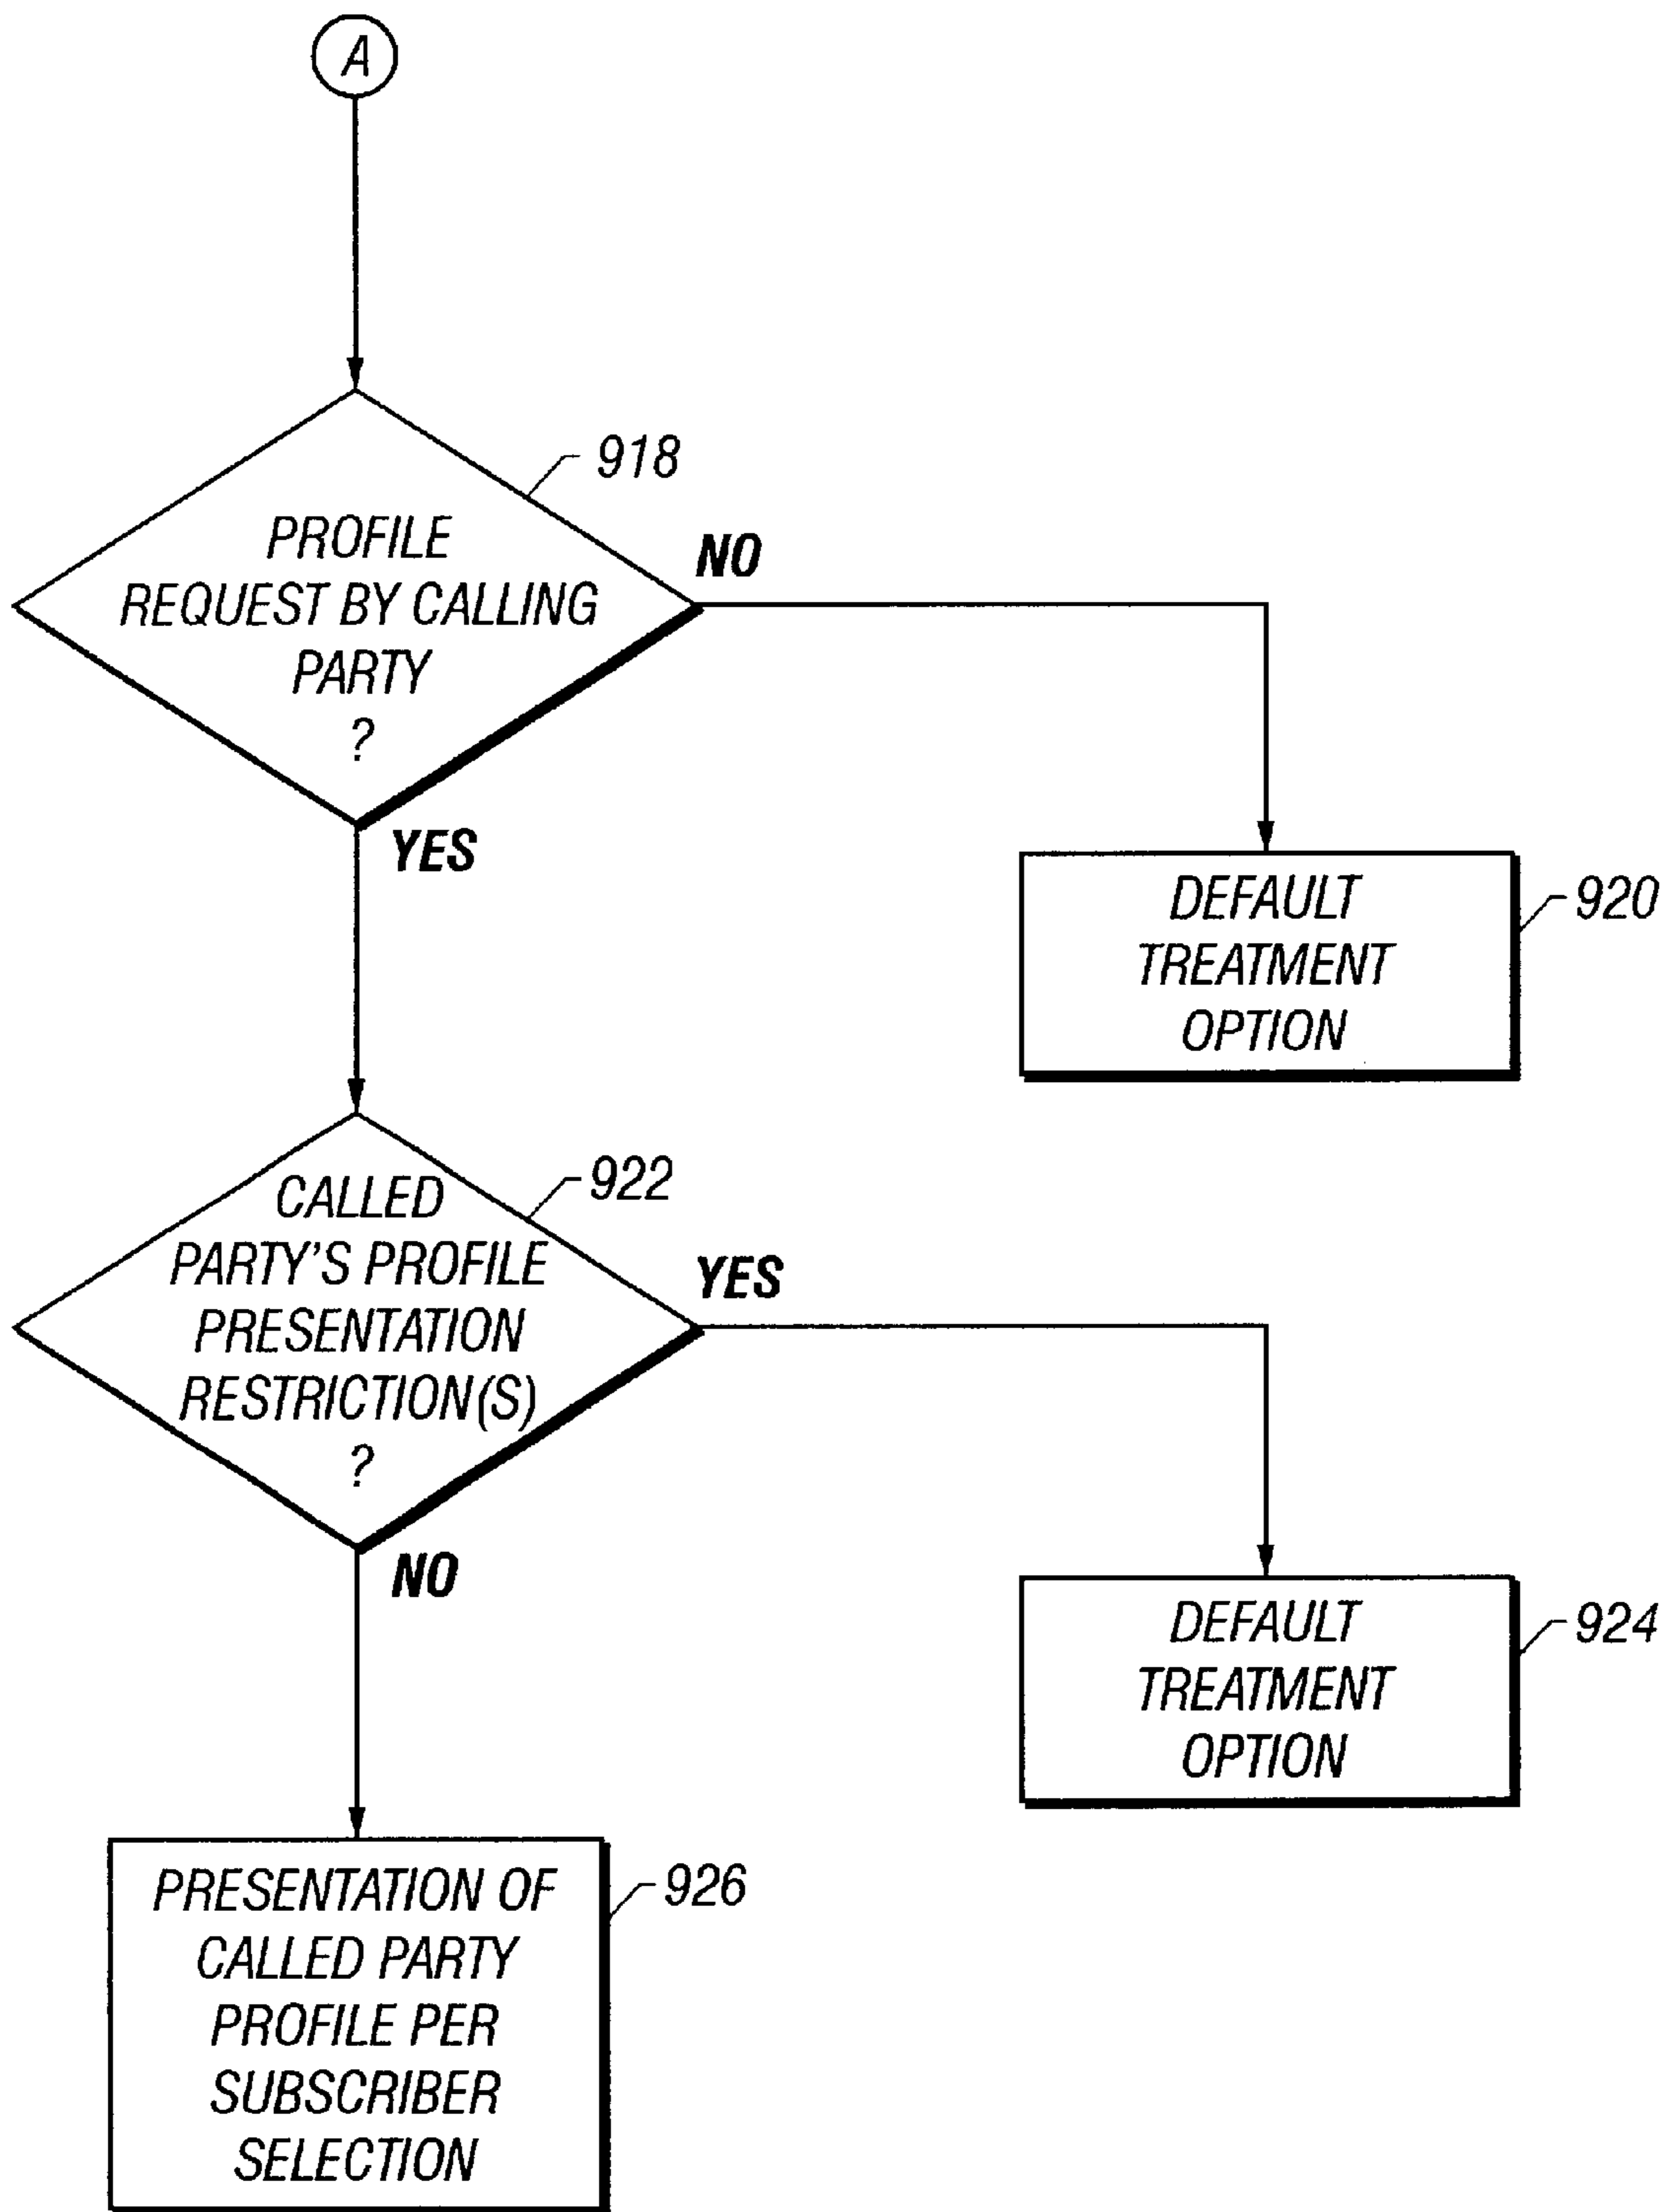 A
918
PROFILE
REQUEST BY CALLING
PARTY
?
NO
YES
DEFAULT
TREATMENT
OPTION
920
922
CALLED
PARTY'S PROFILE
PRESENTATION
RESTRICTION(S)
?
YES
NO
DEFAULT
TREATMENT
OPTION
924
PRESENTATION OF
CALLED PARTY
PROFILE PER
SUBSCRIBER
SELECTION
926